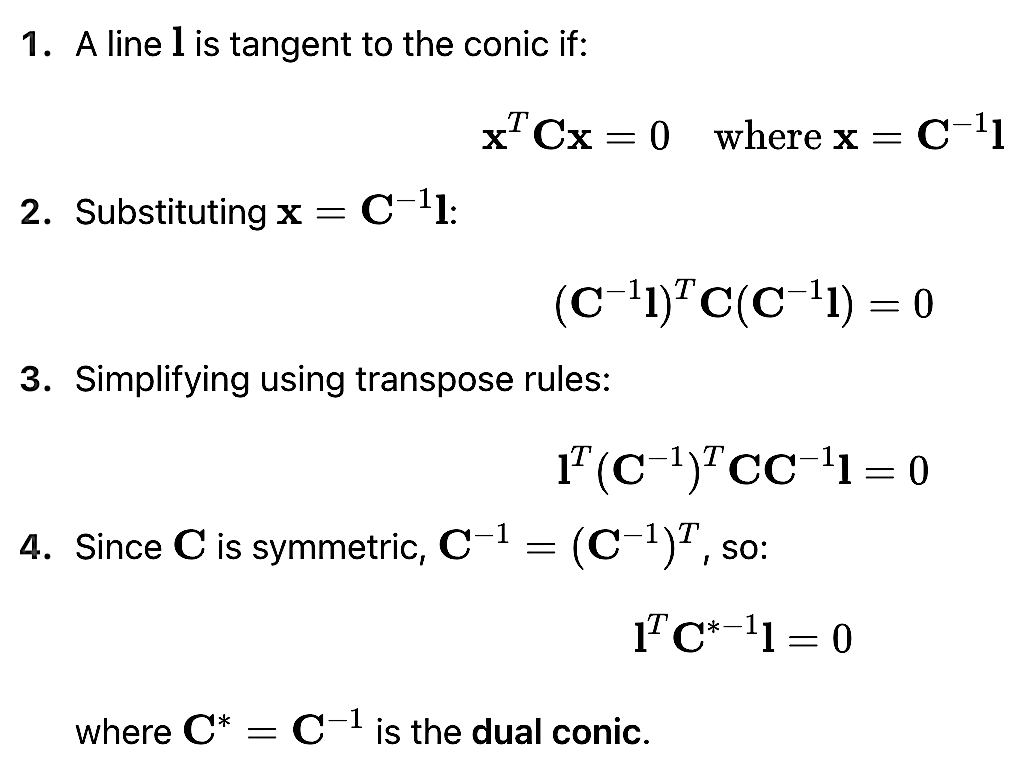 1. A line l is tangent to the conic if:
x^T Cx = 0 where x = C^{-1}l
2. Substituting x = C^{-1}l:
(C^{-1}l)^T C(C^{-1}l) = 0
3. Simplifying using transpose rules:
l^T(C^{-1})^T CC^{-1}l = 0
4. Since C is symmetric, C^{-1} = (C^{-1})^T, so:
l^T C^{*-1}l = 0
where C^* = C^{-1} is the dual conic.